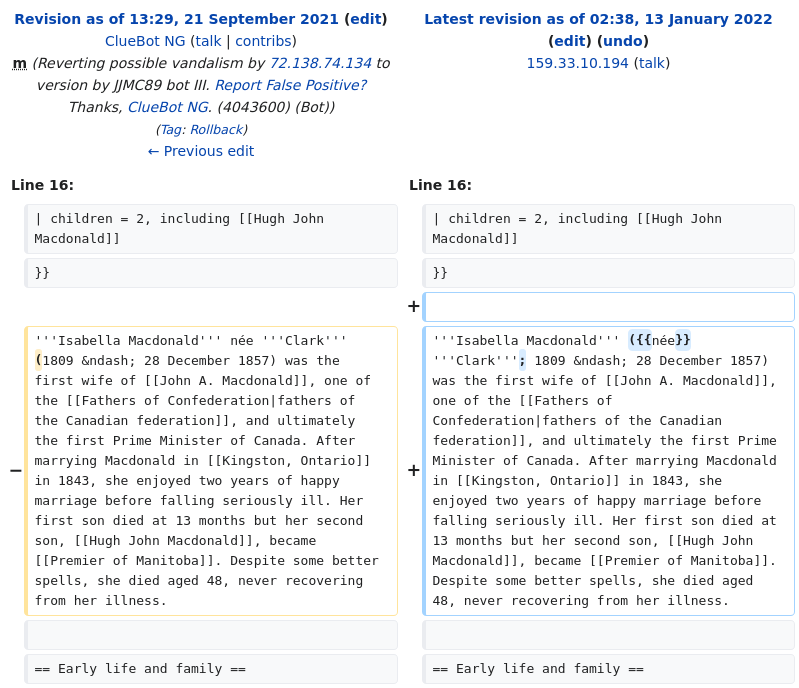 Revision as of 13:29, 21 September 2021 (edit)
ClueBot NG (talk | contribs)
m (Reverting possible vandalism by 72.138.74.134 to
version by JJMC89 bot III. Report False Positive?
Thanks, ClueBot NG. (4043600) (Bot))
(Tag: Rollback)
← Previous edit
Latest revision as of 02:38, 13 January 2022
(edit) (undo)
159.33.10.194 (talk)
Line 16:
| children = 2, including [[Hugh John
Macdonald]]
}}
−
'''Isabella Macdonald''' née '''Clark'''
(1809 &ndash; 28 December 1857) was the
first wife of [[John A. Macdonald]], one of
the [[Fathers of Confederation|fathers of
the Canadian federation]], and ultimately
the first Prime Minister of Canada. After
marrying Macdonald in [[Kingston, Ontario]]
in 1843, she enjoyed two years of happy
marriage before falling seriously ill. Her
first son died at 13 months but her second
son, [[Hugh John Macdonald]], became
[[Premier of Manitoba]]. Despite some better
spells, she died aged 48, never recovering
from her illness.
== Early life and family ==
Line 16:
| children = 2, including [[Hugh John
Macdonald]]
}}
+
+
'''Isabella Macdonald''' ({{née}}
'''Clark'''; 1809 &ndash; 28 December 1857)
was the first wife of [[John A. Macdonald]],
one of the [[Fathers of
Confederation|fathers of the Canadian
federation]], and ultimately the first Prime
Minister of Canada. After marrying Macdonald
in [[Kingston, Ontario]] in 1843, she
enjoyed two years of happy marriage before
falling seriously ill. Her first son died at
13 months but her second son, [[Hugh John
Macdonald]], became [[Premier of Manitoba]].
Despite some better spells, she died aged
48, never recovering from her illness.
== Early life and family ==